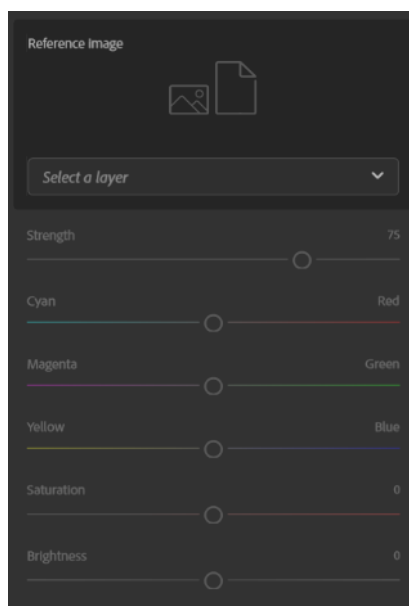 Reference Image
Select a layer
Strength 75
Cyan Red
Magenta Green
Yellow Blue
Saturation 0
Brightness 0